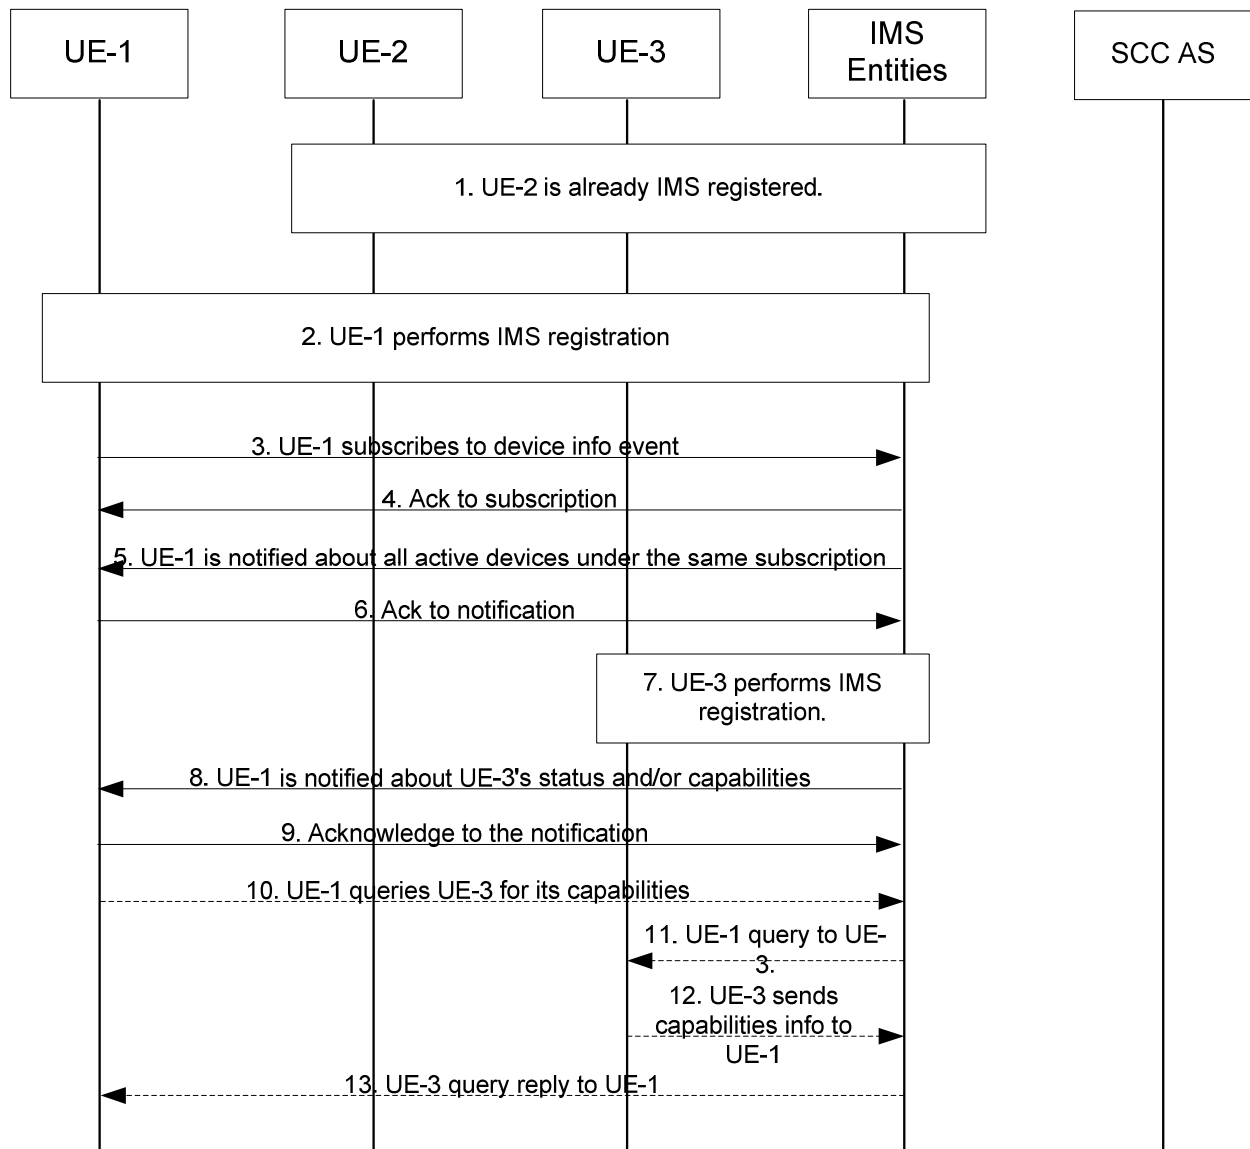 UE-1
UE-2
UE-3
IMS
Entities
SCC AS
1. UE-2 is already IMS registered.
2. UE-1 performs IMS registration
3. UE-1 subscribes to device info event
4. Ack to subscription
5. UE-1 is notified about all active devices under the same subscription
6. Ack to notification
7. UE-3 performs IMS
registration.
8. UE-1 is notified about UE-3's status and/or capabilities
9. Acknowledge to the notification
10. UE-1 queries UE-3 for its capabilities
11. UE-1 query to UE-
3.
12. UE-3 sends
capabilities info to
UE-1
13. UE-3 query reply to UE-1